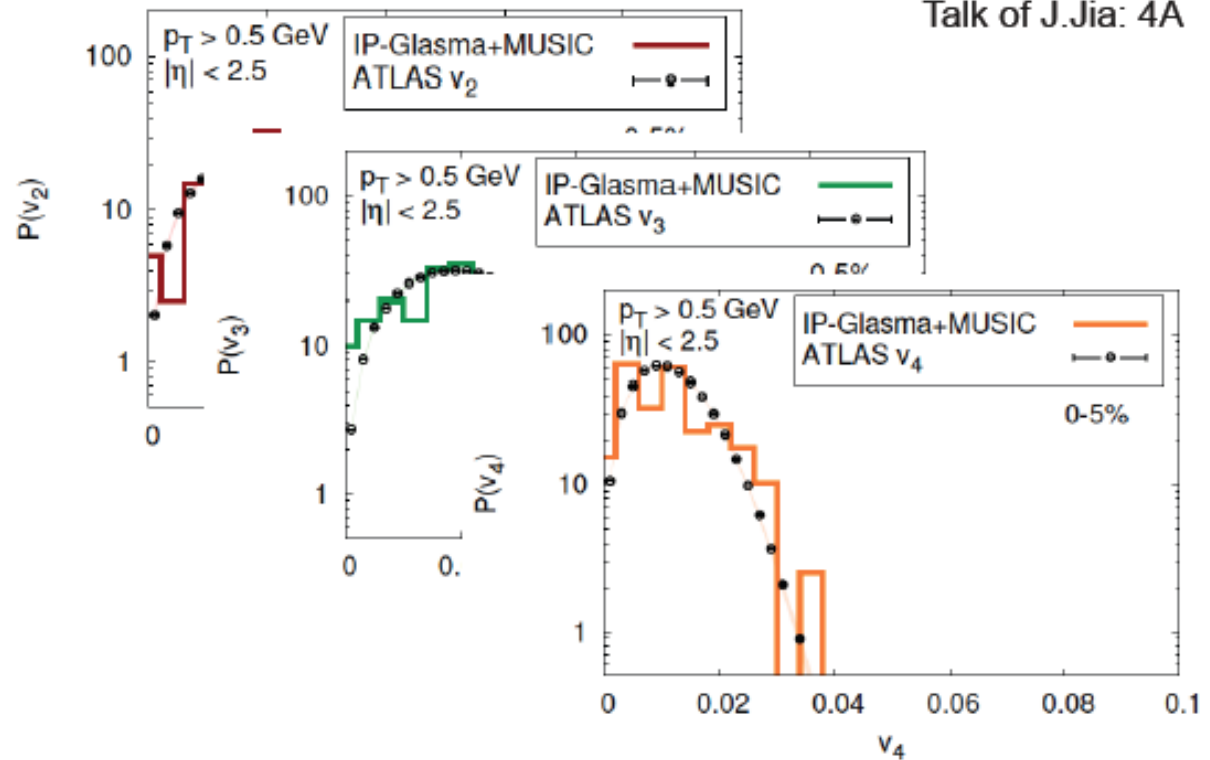 Talk of J.Jia: 4A
p_T > 0.5 GeV
|η| < 2.5
IP-Glasma+MUSIC
ATLAS v_2
100
10
1
0
P(v_2)
p_T > 0.5 GeV
|η| < 2.5
IP-Glasma+MUSIC
ATLAS v_3
100
10
1
0
0.
P(v_3)
p_T > 0.5 GeV
|η| < 2.5
IP-Glasma+MUSIC
ATLAS v_4
0-5%
100
10
1
P(v_4)
0
0.02
0.04
0.06
0.08
0.1
v_4